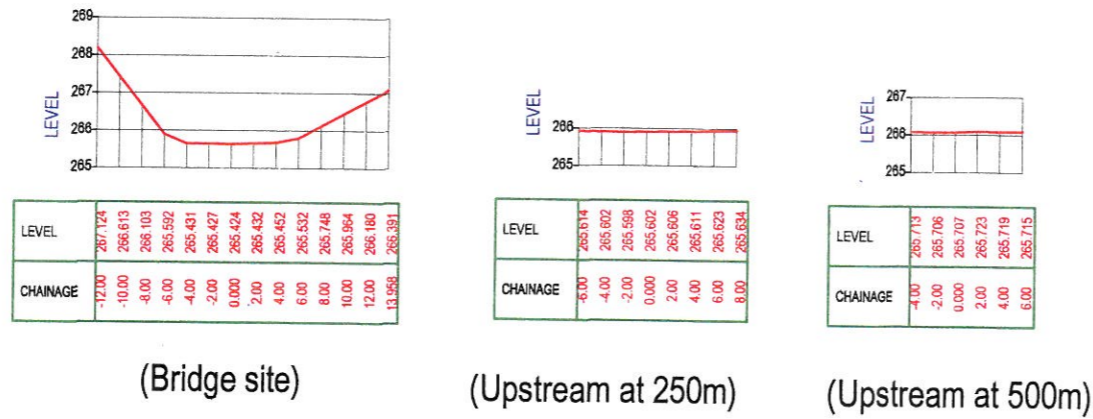 269
268
267
266
265
LEVEL
LEVEL 267.124 266.613 266.103 265.592 265.431 265.427 265.424 265.432 265.452 265.532 265.748 265.964 266.180 266.391
CHAINAGE -12.00 -10.00 -8.00 -6.00 -4.00 -2.00 0.000 2.00 4.00 6.00 8.00 10.00 12.00 13.958
(Bridge site)
266
265
LEVEL
LEVEL 265.614 265.602 265.598 265.602 265.606 265.611 265.623 265.634
CHAINAGE -6.00 -4.00 -2.00 0.000 2.00 4.00 6.00 8.00
(Upstream at 250m)
267
266
265
LEVEL
LEVEL 265.713 265.706 265.707 265.723 265.719 265.715
CHAINAGE -4.00 -2.00 0.000 2.00 4.00 6.00
(Upstream at 500m)